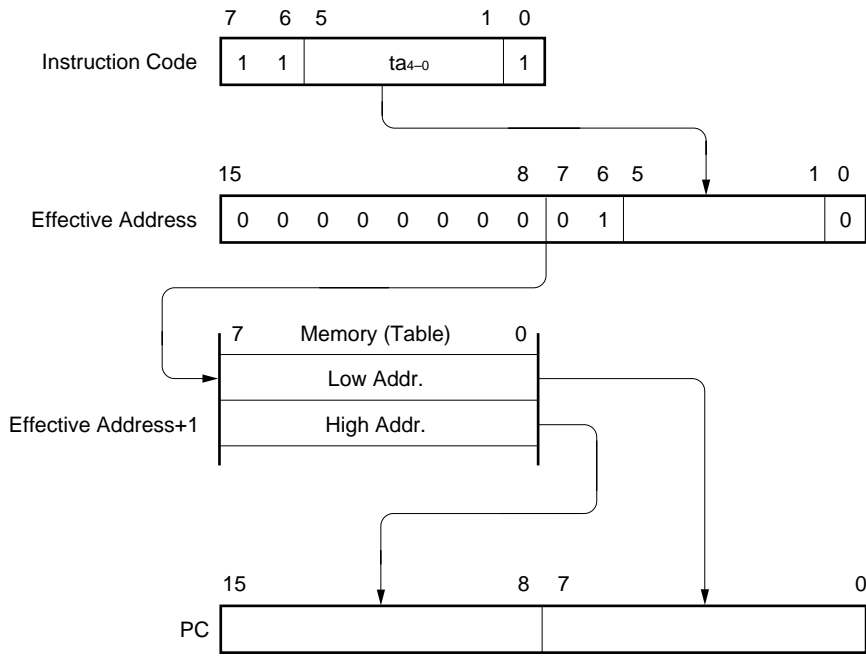 7 6 5 1 0
Instruction Code 1 1 ta4–0 1
15 8 7 6 5 1 0
Effective Address 0 0 0 0 0 0 0 0 0 1 0
7 Memory (Table) 0
Low Addr.
Effective Address+1 High Addr.
15 8 7 0
PC